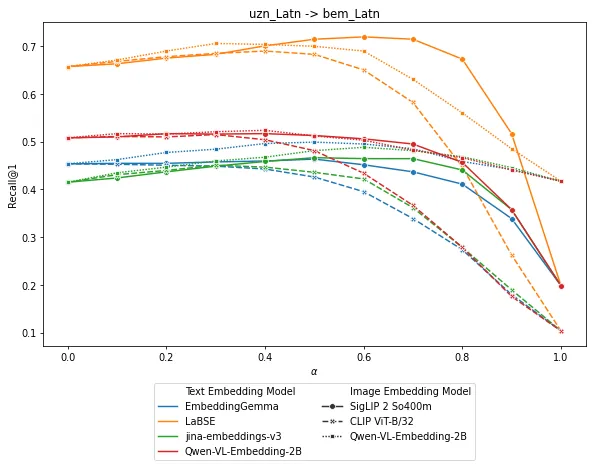 uzn_Latn -> bem_Latn
Recall@1
0.7
0.6
0.5
0.4
0.3
0.2
0.1
0.0 0.2 0.4 0.6 0.8 1.0
α
Text Embedding Model Image Embedding Model
EmbeddingGemma SigLIP 2 So400m
LaBSE CLIP ViT-B/32
jina-embeddings-v3 Qwen-VL-Embedding-2B
Qwen-VL-Embedding-2B